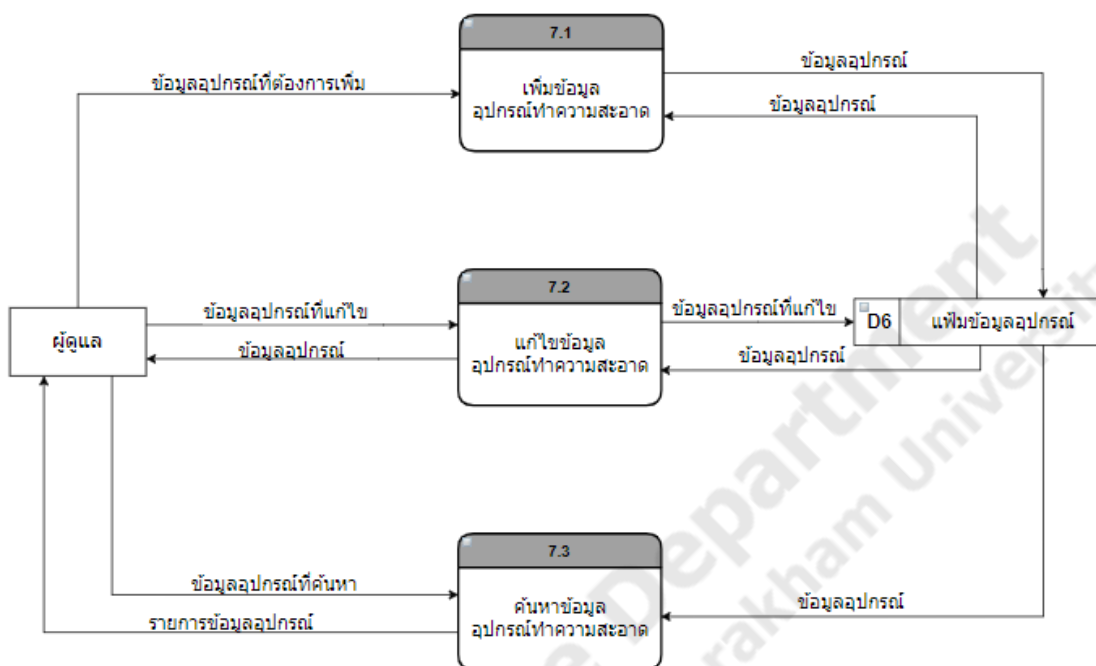 7.1
ข้อมูลอุปกรณ์
ข้อมูลอุปกรณ์ที่ต้องการเพิ่ม
เพิ่มข้อมูล
อุปกรณ์ทำความสะอาด
ข้อมูลอุปกรณ์
7.2
ข้อมูลอุปกรณ์ที่แก้ไข
ข้อมูลอุปกรณ์ที่แก้ไข
ผู้ดูแล
D6
แฟ้มข้อมูลอุปกรณ์
แก้ไขข้อมูล
อุปกรณ์ทำความสะอาด
ข้อมูลอุปกรณ์
ข้อมูลอุปกรณ์
7.3
ข้อมูลอุปกรณ์ที่ค้นหา
ค้นหาข้อมูล
อุปกรณ์ทำความสะอาด
ข้อมูลอุปกรณ์
รายการข้อมูลอุปกรณ์
Department